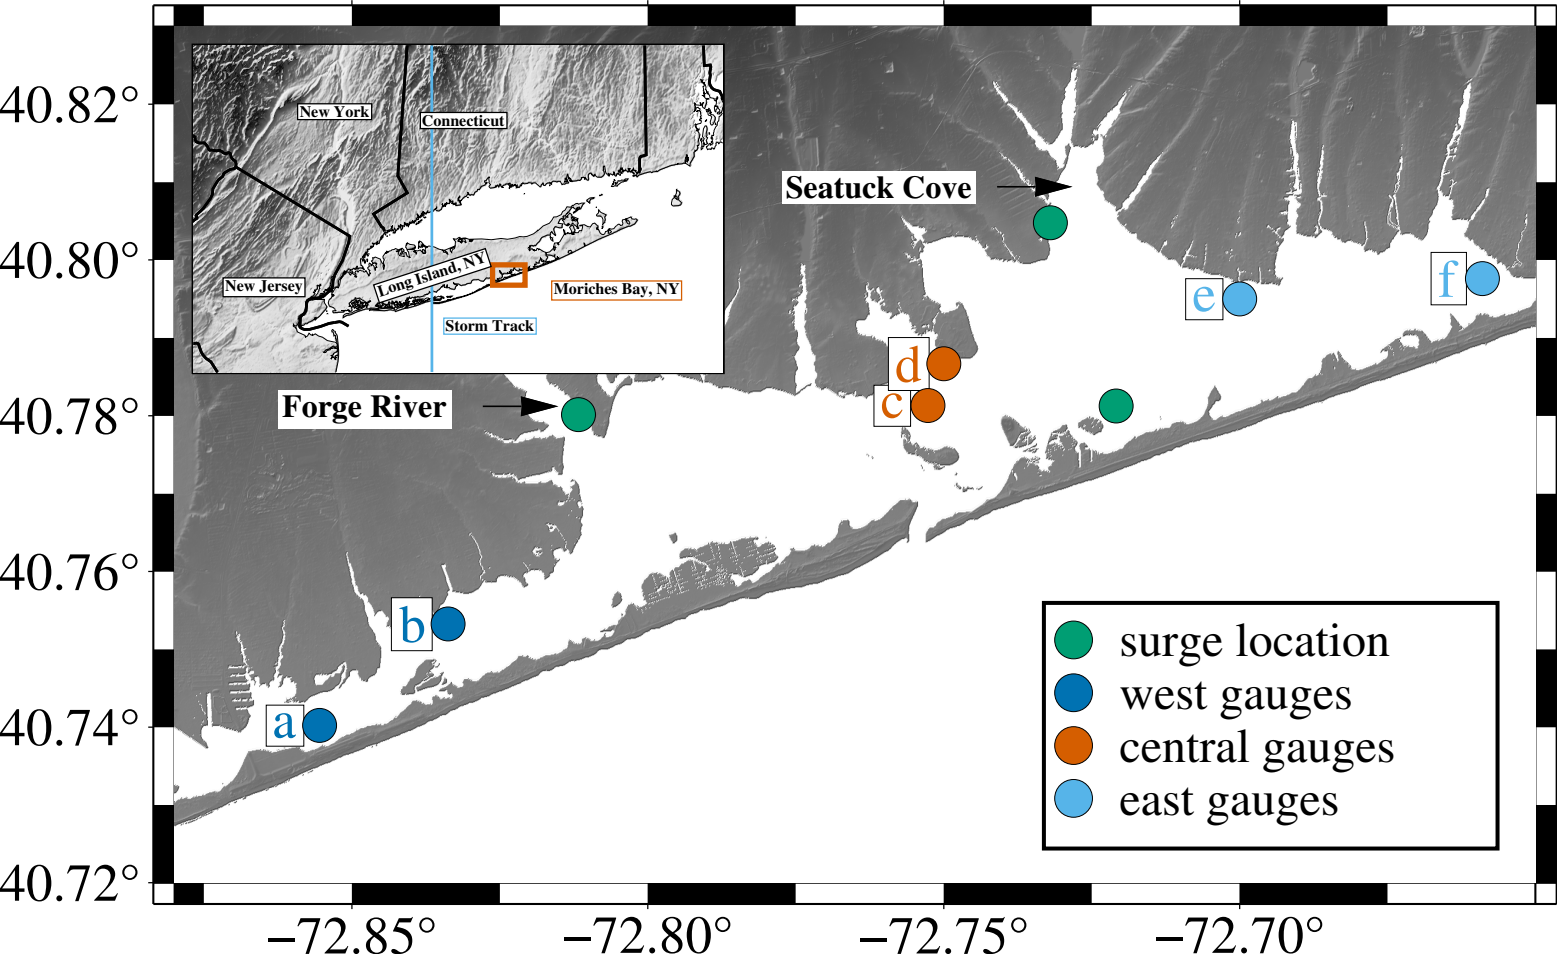 40.82°
40.80°
40.78°
40.76°
40.74°
40.72°
New York
Connecticut
New Jersey
Long Island, NY
Moriches Bay, NY
Storm Track
Seatuck Cove
Forge River
f
e
d
c
b
a
surge location
west gauges
central gauges
east gauges
−72.85°
−72.80°
−72.75°
−72.70°